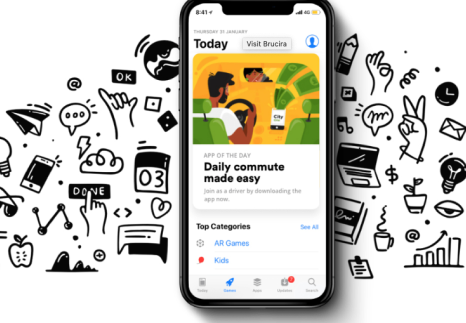 8:41
4G
THURSDAY 31 JANUARY
Today
Visit Brucira
City
APP OF THE DAY
Daily commute
made easy
Join as a driver by downloading the
app now.
Top Categories
See All
AR Games
Kids
Today
Games
Apps
Updates
Search
OK
DONE
03